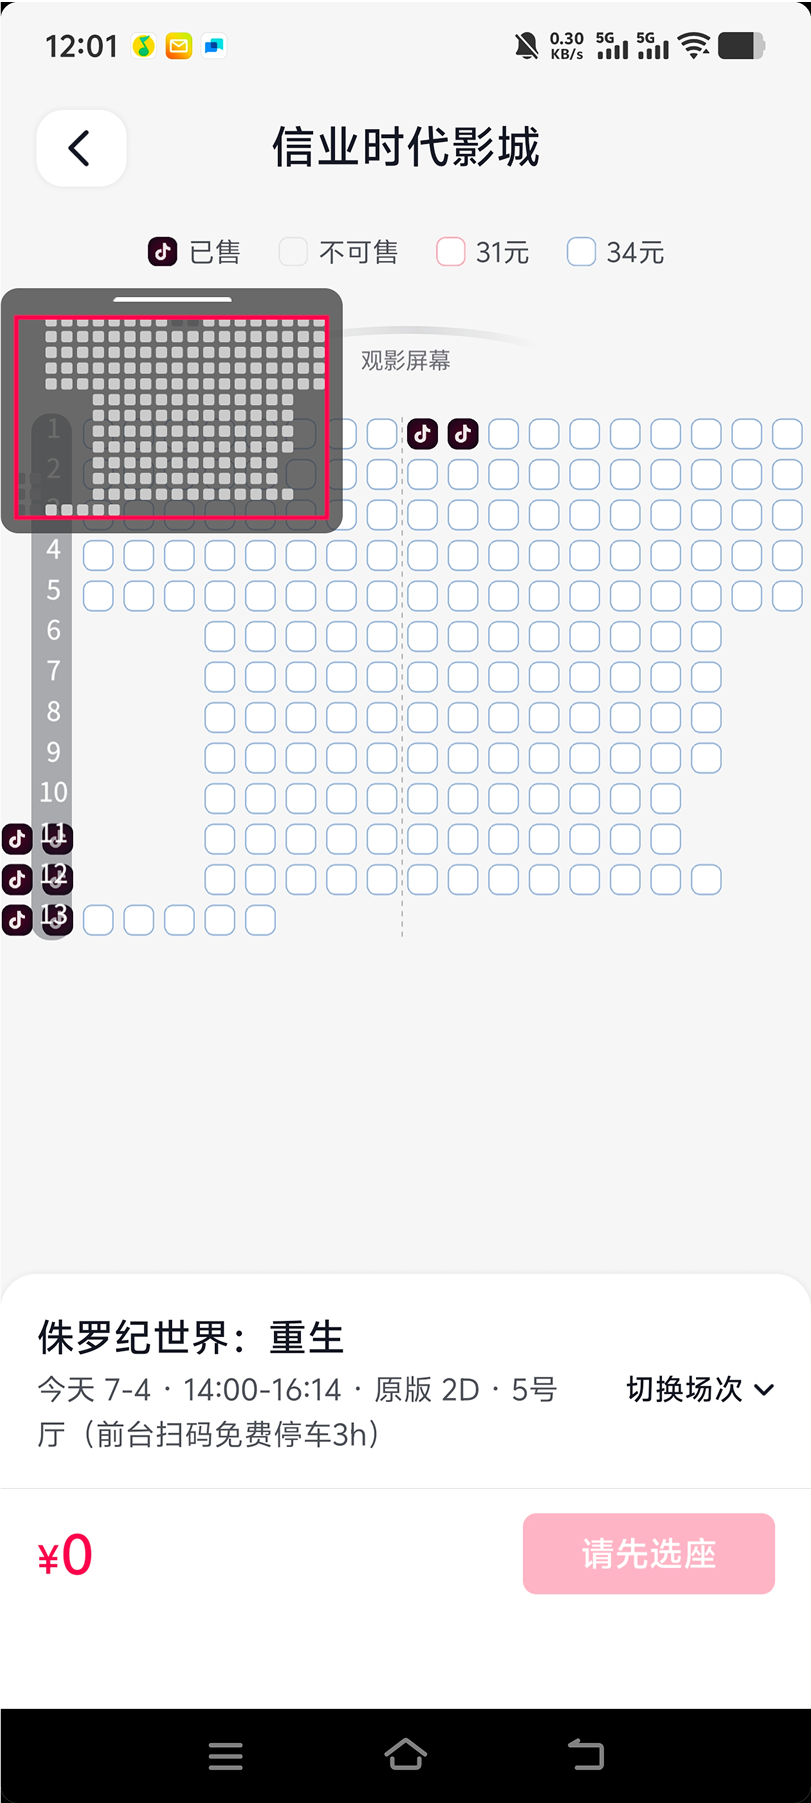 12:01
0.30 KB/s 5G 5G
信业时代影城
已售 不可售 31元 34元
观影屏幕
1
2
3
4
5
6
7
8
9
10
11
12
13
侏罗纪世界：重生
今天 7-4 · 14:00-16:14 · 原版 2D · 5号
厅（前台扫码免费停车3h）
切换场次
¥0
请先选座